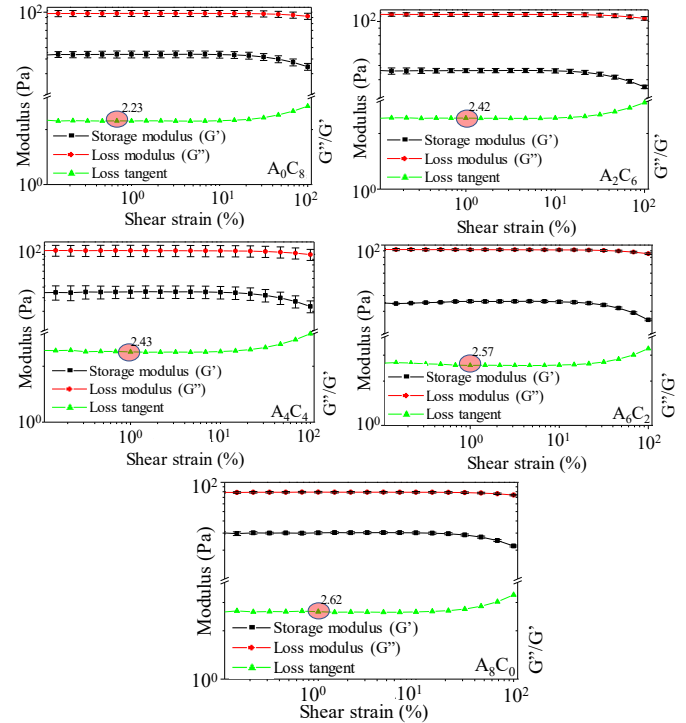 10²
Modulus (Pa)
10⁰
2.23
Storage modulus (G')
Loss modulus (G")
Loss tangent
A₀C₈
G"/G'
10⁰
10¹
10²
Shear strain (%)
10²
Modulus (Pa)
10⁰
2.42
Storage modulus (G')
Loss modulus (G")
Loss tangent
A₂C₆
G"/G'
10⁰
10¹
10²
Shear strain (%)
10²
Modulus (Pa)
10⁰
2.43
Storage modulus (G')
Loss modulus (G")
Loss tangent
A₄C₄
G"/G'
10⁰
10¹
10²
Shear strain (%)
10²
Modulus (Pa)
10⁰
2.57
Storage modulus (G')
Loss modulus (G")
Loss tangent
A₆C₂
G"/G'
10⁰
10¹
10²
Shear strain (%)
10²
Modulus (Pa)
10⁰
2.62
Storage modulus (G')
Loss modulus (G")
Loss tangent
A₈C₀
G"/G'
10⁰
10¹
10²
Shear strain (%)